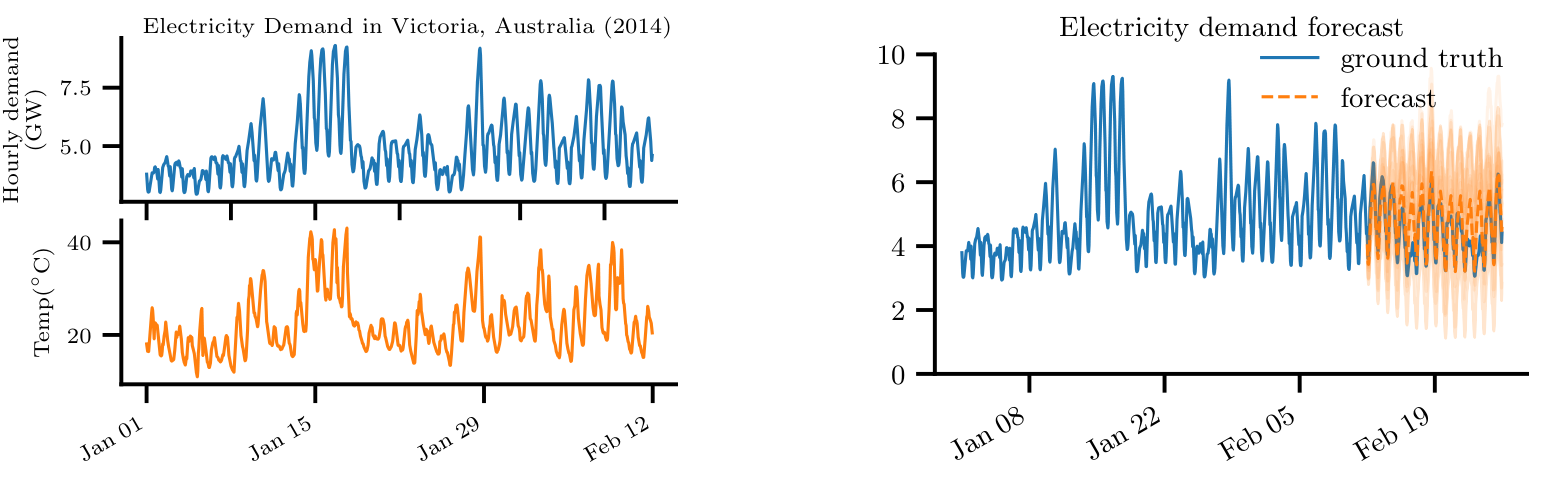 Electricity Demand in Victoria, Australia (2014)
Hourly demand
(GW)
7.5
5.0
Temp(°C)
40
20
Jan 01
Jan 15
Jan 29
Feb 12
Electricity demand forecast
ground truth
forecast
10
8
6
4
2
0
Jan 08
Jan 22
Feb 05
Feb 19